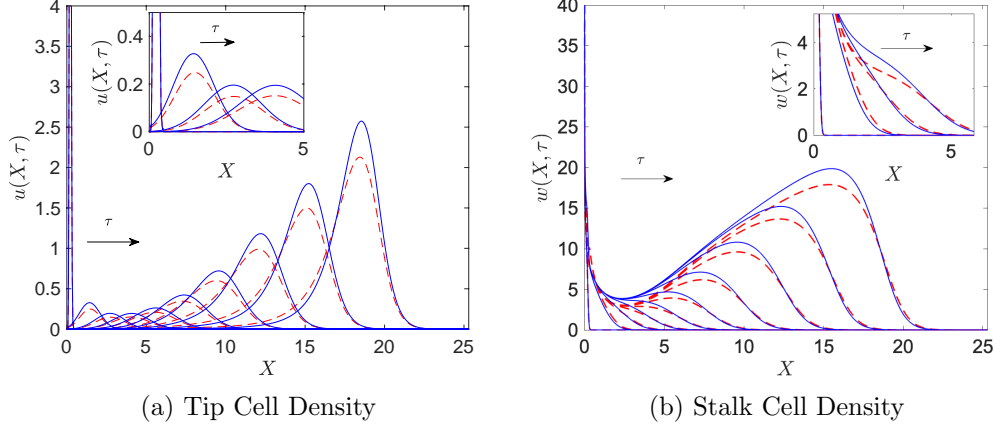 4
3.5
3
2.5
2
1.5
1
0.5
0
u(X, τ)
τ
0 5 10 15 20 25
X
0.4
0.2
0
u(X, τ)
τ
0 5
X
(a) Tip Cell Density
40
35
30
25
20
15
10
5
0
w(X, τ)
τ
0 5 10 15 20 25
X
4
2
0
w(X, τ)
τ
0 5
X
(b) Stalk Cell Density